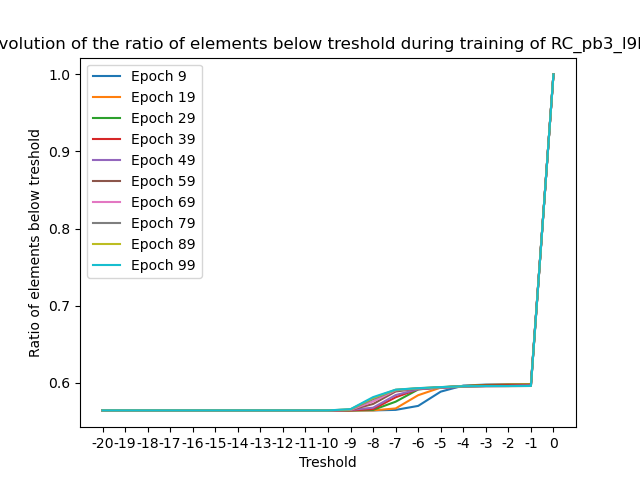 volution of the ratio of elements below treshold during training of RC_pb3_l9
Epoch 9
Epoch 19
Epoch 29
Epoch 39
Epoch 49
Epoch 59
Epoch 69
Epoch 79
Epoch 89
Epoch 99
Ratio of elements below treshold
1.0
0.9
0.8
0.7
0.6
-20 -19 -18 -17 -16 -15 -14 -13 -12 -11 -10 -9 -8 -7 -6 -5 -4 -3 -2 -1 0
Treshold